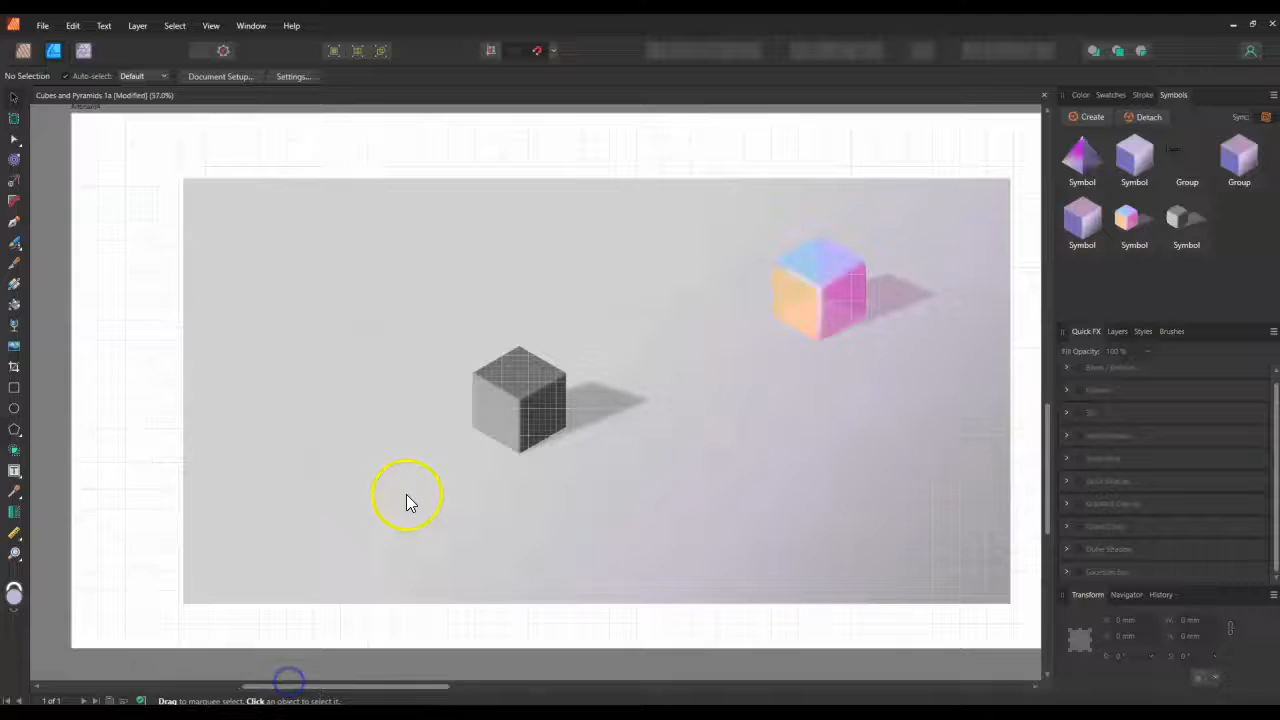 File Edit Text Layer Select View Window Help
No Selection Auto-select: Default Document Setup... Settings...
Cubes and Pyramids 1a [Modified] (57.0%)
Color Swatches Stroke Symbols
Create Detach Sync:
Symbol Symbol Group Group
Symbol Symbol Symbol
Quick FX Layers Styles Brushes
Fill Opacity: 100 %
Outer Shadow
Transform Navigator History
X: 0 mm W: 0 mm
Y: 0 mm H: 0 mm
R: 0 ° S: 0 °
1 of 1 Drag to marquee select. Click an object to select it.